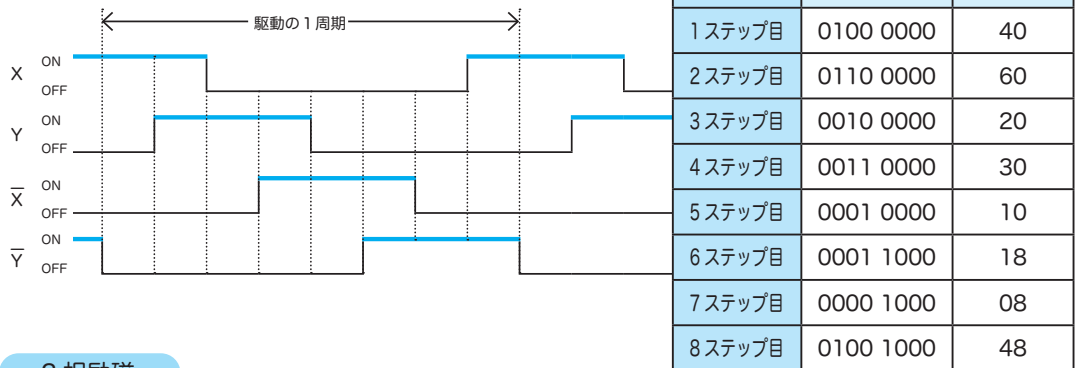 駆動の1周期
X ON
OFF
Y ON
OFF
X̅ ON
OFF
Y̅ ON
OFF
1ステップ目 0100 0000 40
2ステップ目 0110 0000 60
3ステップ目 0010 0000 20
4ステップ目 0011 0000 30
5ステップ目 0001 0000 10
6ステップ目 0001 1000 18
7ステップ目 0000 1000 08
8ステップ目 0100 1000 48